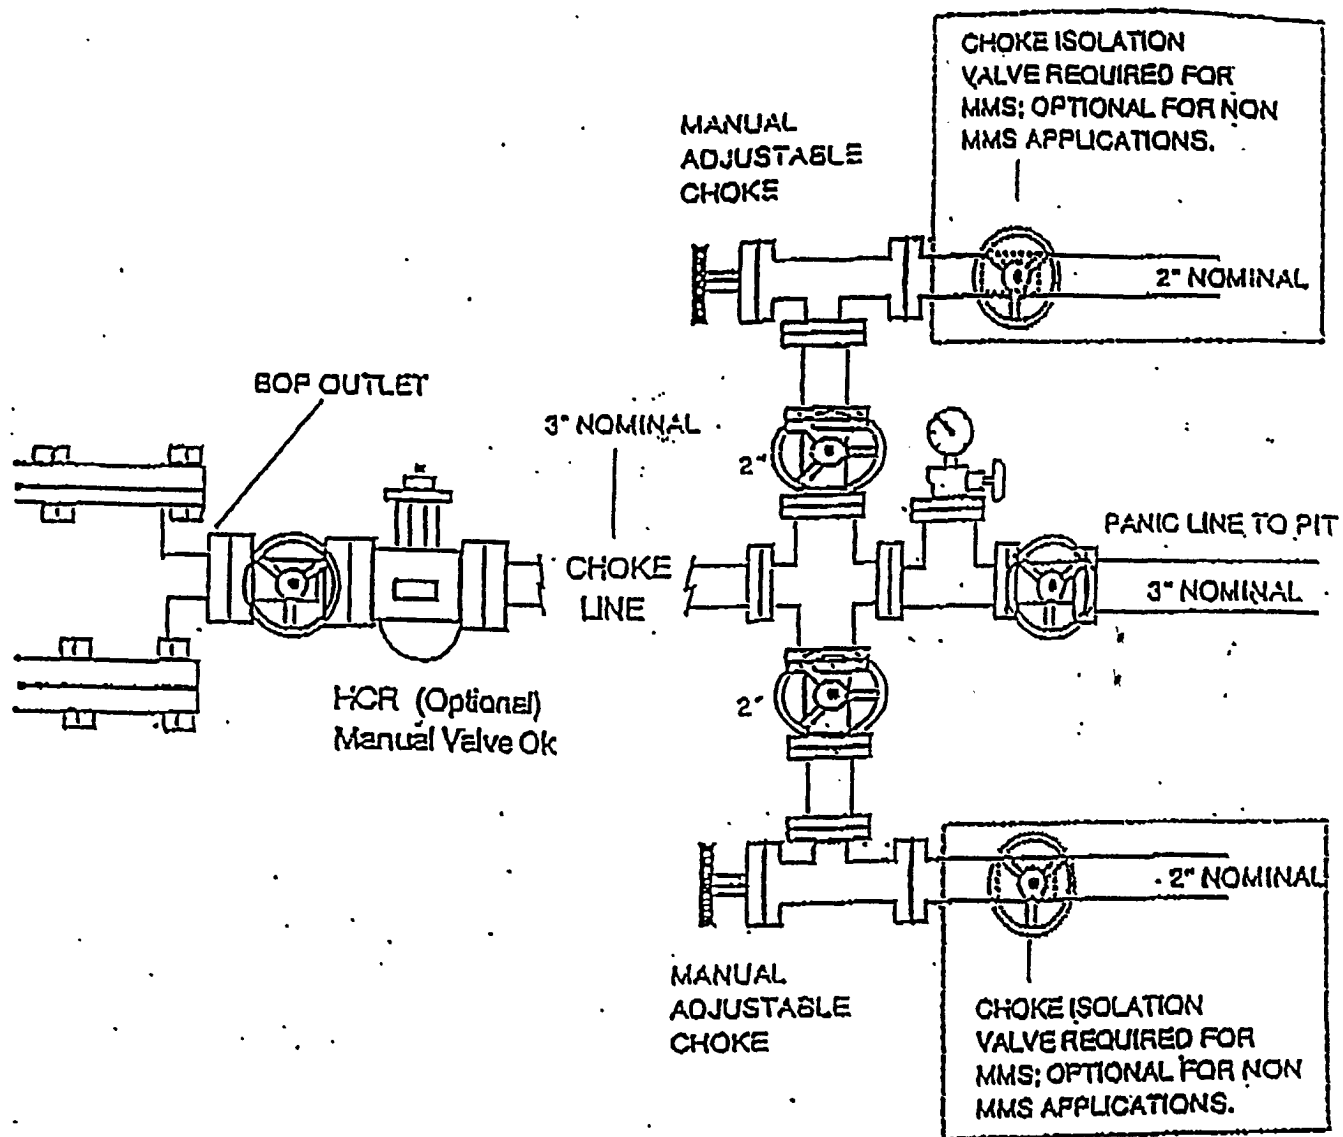 CHOKE ISOLATION
VALVE REQUIRED FOR
MMS; OPTIONAL FOR NON
MMS APPLICATIONS.
MANUAL
ADJUSTABLE
CHOKE
2" NOMINAL
BOP OUTLET
3" NOMINAL
2"
PANIC LINE TO PIT
CHOKE
LINE
3" NOMINAL
HCR (Optional)
Manual Valve Ok
2"
2" NOMINAL
MANUAL
ADJUSTABLE
CHOKE
CHOKE ISOLATION
VALVE REQUIRED FOR
MMS; OPTIONAL FOR NON
MMS APPLICATIONS.